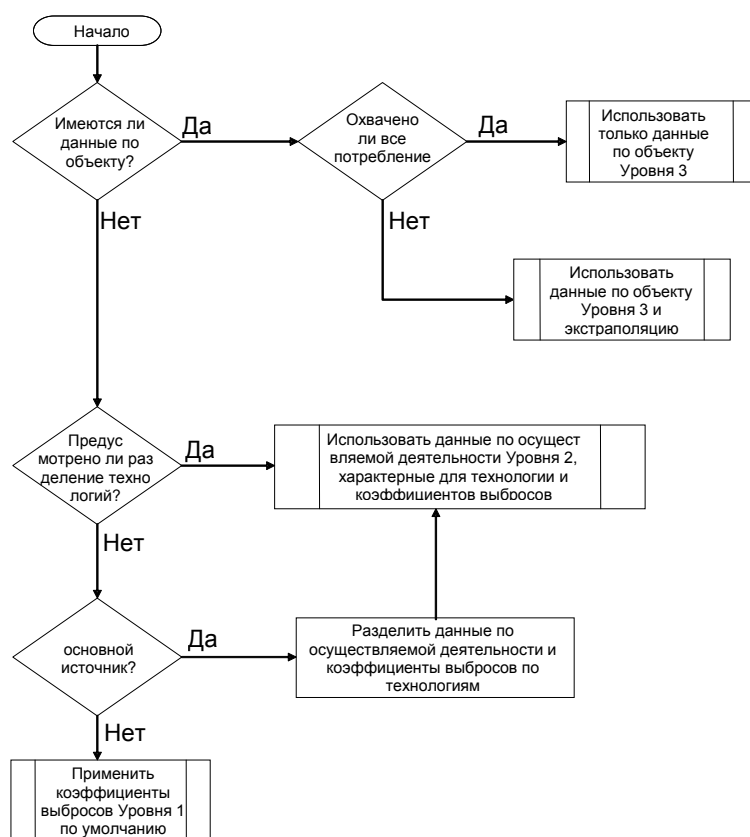 Начало
Имеются ли
данные по
объекту?
Да
Охвачено
ли все
потребление
Да
Использовать
только данные
по объекту
Уровня 3
Нет
Нет
Использовать
данные по объекту
Уровня 3 и
экстраполяцию
Предус
мотрено ли раз
деление техно
логий?
Да
Использовать данные по осущест
вляемой деятельности Уровня 2,
характерные для технологии и
коэффициентов выбросов
Нет
основной
источник?
Да
Разделить данные по
осуществляемой деятельности и
коэффициенты выбросов по
технологиям
Нет
Применить
коэффициенты
выбросов Уровня 1
по умолчанию